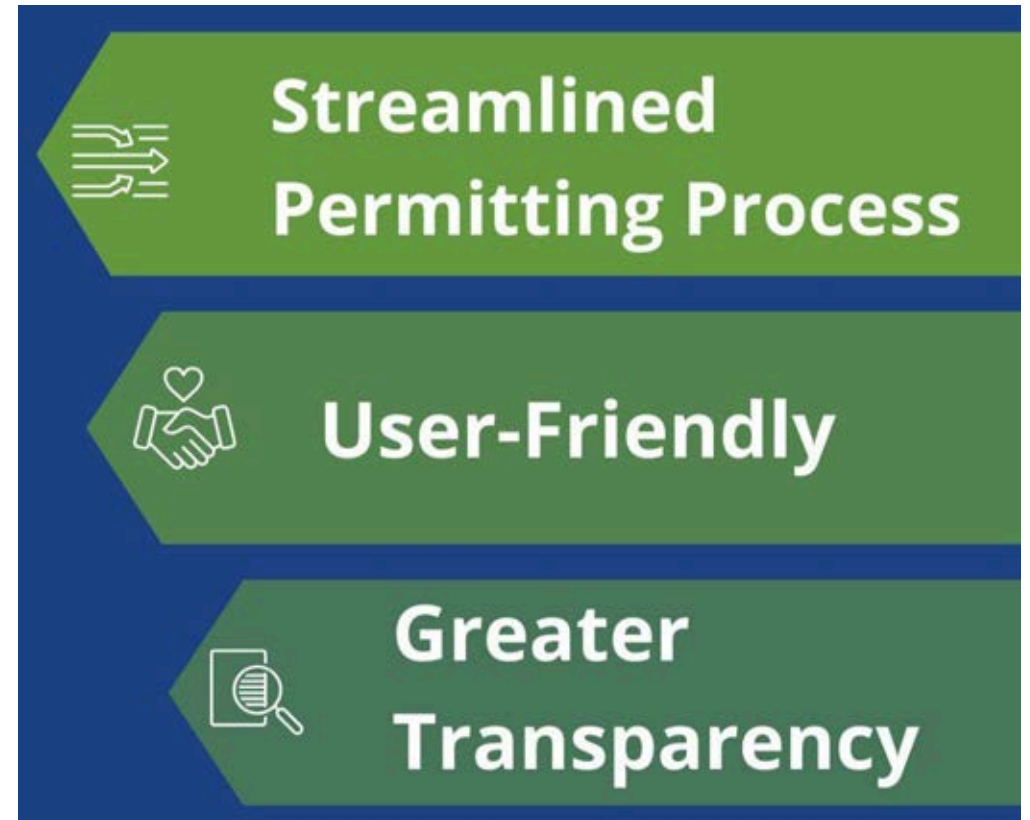 Streamlined
Permitting Process
User-Friendly
Greater
Transparency